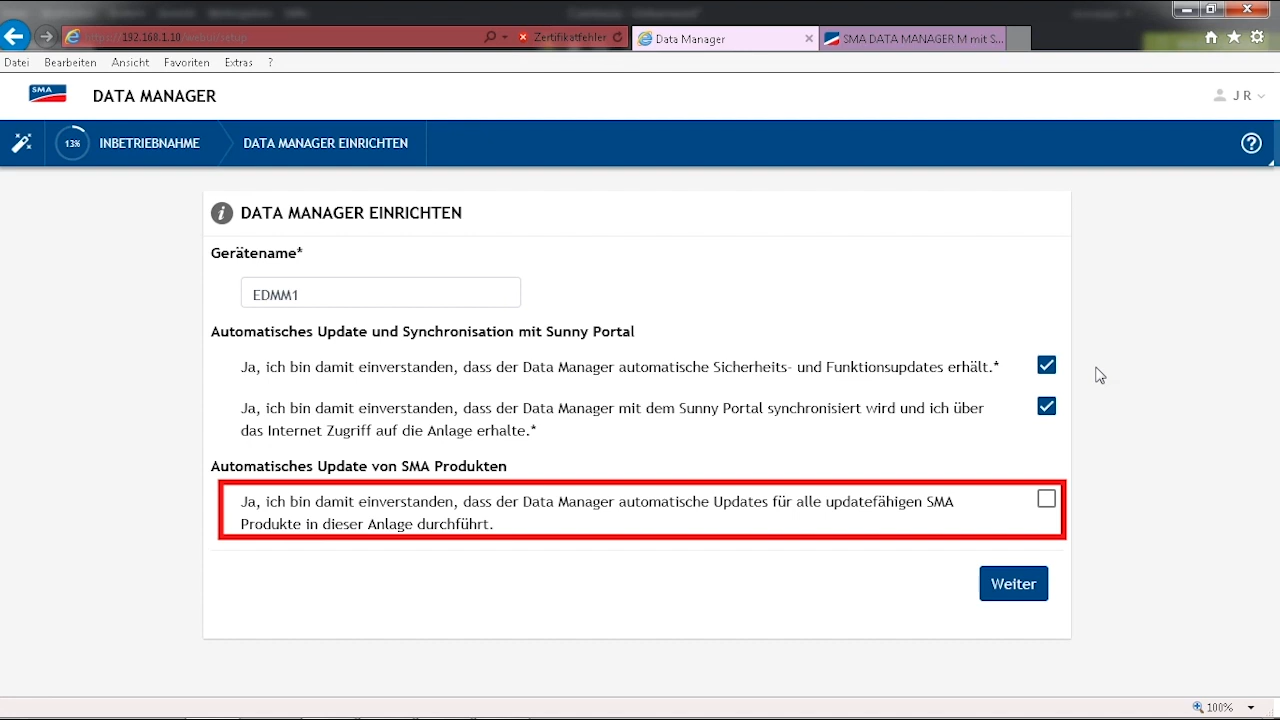 https://192.168.1.10/webui/setup
Zertifikatfehler
Data Manager
SMA DATA MANAGER M mit S...
Datei Bearbeiten Ansicht Favoriten Extras ?
SMA
DATA MANAGER
J R
13%
INBETRIEBNAHME
DATA MANAGER EINRICHTEN
?
i
DATA MANAGER EINRICHTEN
Gerätename*
EDMM1
Automatisches Update und Synchronisation mit Sunny Portal
Ja, ich bin damit einverstanden, dass der Data Manager automatische Sicherheits- und Funktionsupdates erhält.*
Ja, ich bin damit einverstanden, dass der Data Manager mit dem Sunny Portal synchronisiert wird und ich über
das Internet Zugriff auf die Anlage erhalte.*
Automatisches Update von SMA Produkten
Ja, ich bin damit einverstanden, dass der Data Manager automatische Updates für alle updatefähigen SMA
Produkte in dieser Anlage durchführt.
Weiter
100%